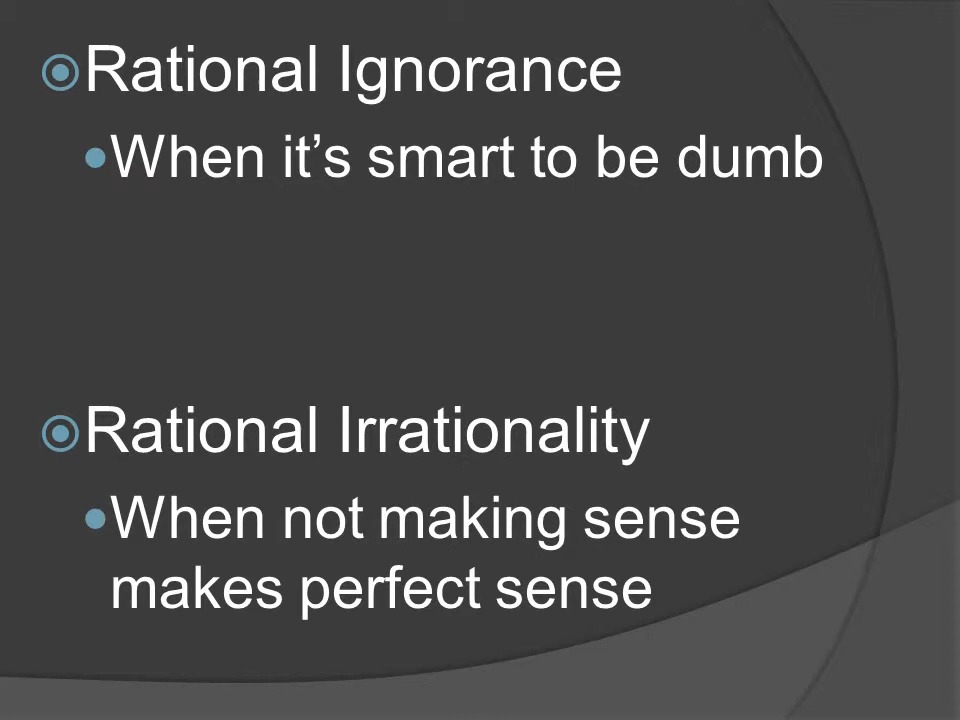 Rational Ignorance
When it’s smart to be dumb
Rational Irrationality
When not making sense
makes perfect sense